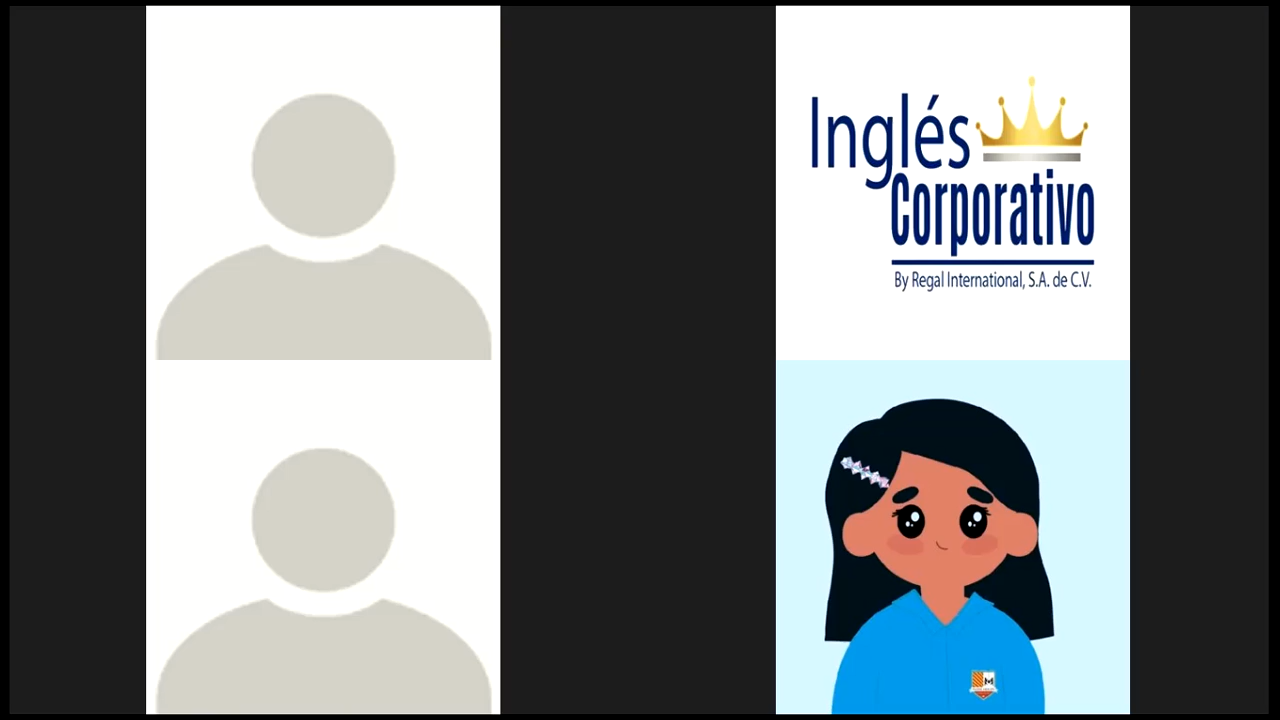 Inglés
Corporativo
By Regal International, S.A. de C.V.
M